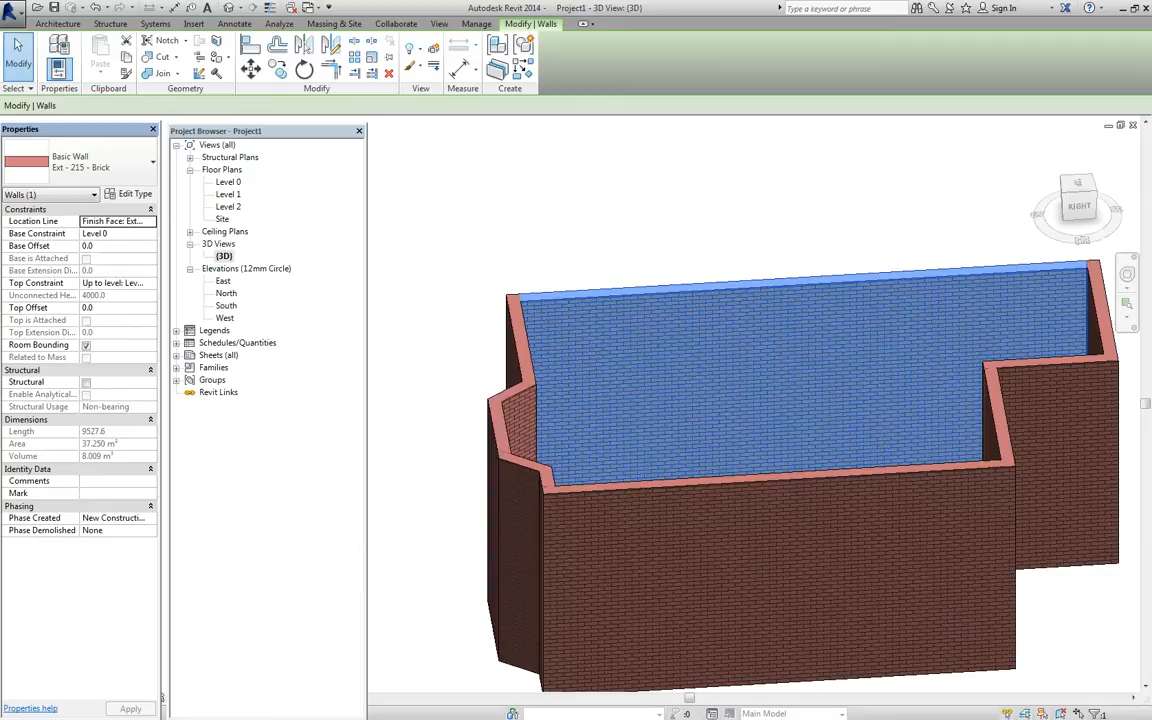 Autodesk Revit 2014 - Project1 - 3D View: {3D}
Type a keyword or phrase
Sign In
Architecture Structure Systems Insert Annotate Analyze Massing & Site Collaborate View Manage Modify | Walls
Modify
Paste
Notch
Cut
Join
Select Properties Clipboard Geometry Modify View Measure Create
Modify | Walls
Properties
Basic Wall
Ext - 215 - Brick
Walls (1)
Edit Type
Constraints
Location Line Finish Face: Ext...
Base Constraint Level 0
Base Offset 0.0
Base is Attached
Base Extension Di... 0.0
Top Constraint Up to level: Lev...
Unconnected He... 4000.0
Top Offset 0.0
Top is Attached
Top Extension Di... 0.0
Room Bounding
Related to Mass
Structural
Structural
Enable Analytical...
Structural Usage Non-bearing
Dimensions
Length 9527.6
Area 37.250 m²
Volume 8.009 m³
Identity Data
Comments
Mark
Phasing
Phase Created New Constructi...
Phase Demolished None
Properties help
Apply
Project Browser - Project1
Views (all)
Structural Plans
Floor Plans
Level 0
Level 1
Level 2
Site
Ceiling Plans
3D Views
{3D}
Elevations (12mm Circle)
East
North
South
West
Legends
Schedules/Quantities
Sheets (all)
Families
Groups
Revit Links
RIGHT
:0
Main Model
:1